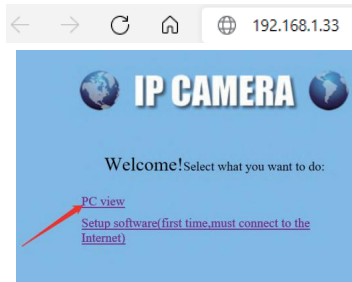 192.168.1.33
IP CAMERA
Welcome!Select what you want to do:
PC view
Setup software(first time,must connect to the
Internet)